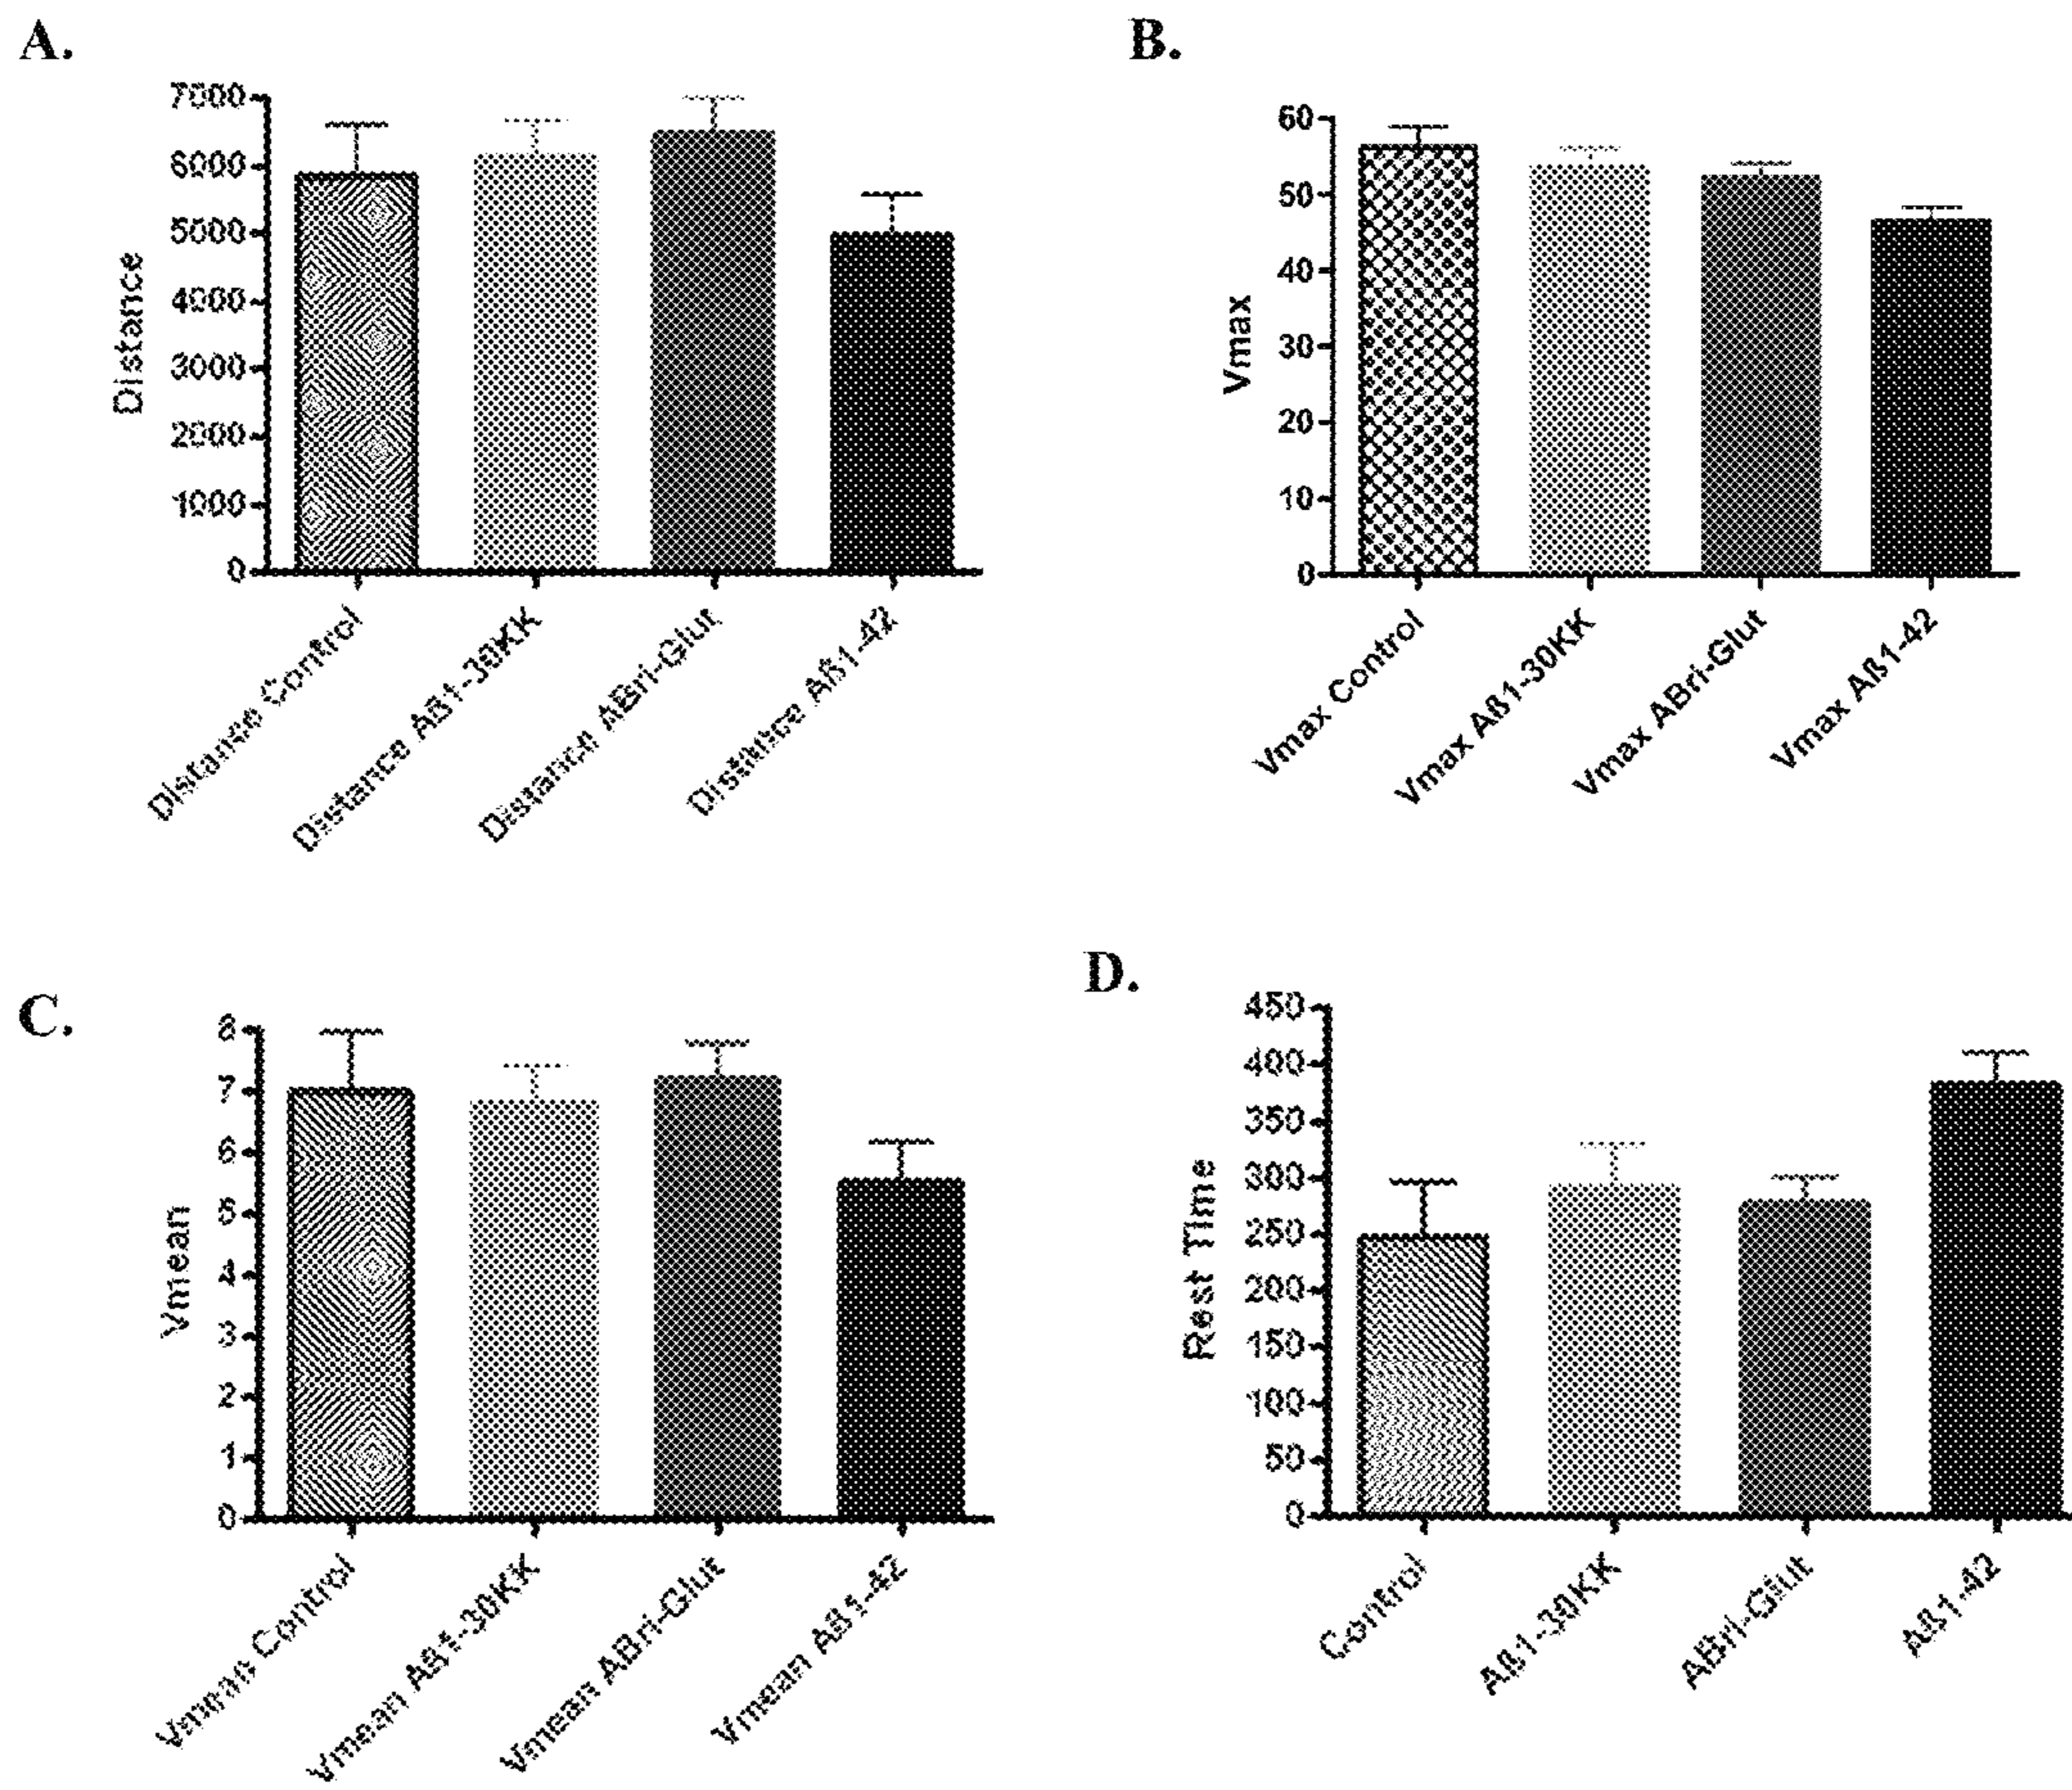 A.
7000
6000
5000
4000
3000
2000
1000
0
Distance
Distance Control
Distance Aß1-30KK
Distance ABri-Glut
Distance Aß1-42
B.
60
50
40
30
20
10
0
Vmax
Vmax Control
Vmax Aß1-30KK
Vmax ABri-Glut
Vmax Aß1-42
C.
8
7
6
5
4
3
2
1
0
Vmean
Vmean Control
Vmean Aß1-30KK
Vmean ABri-Glut
Vmean Aß1-42
D.
450
400
350
300
250
200
150
100
50
0
Rest Time
Control
Aß1-30KK
ABri-Glut
Aß1-42